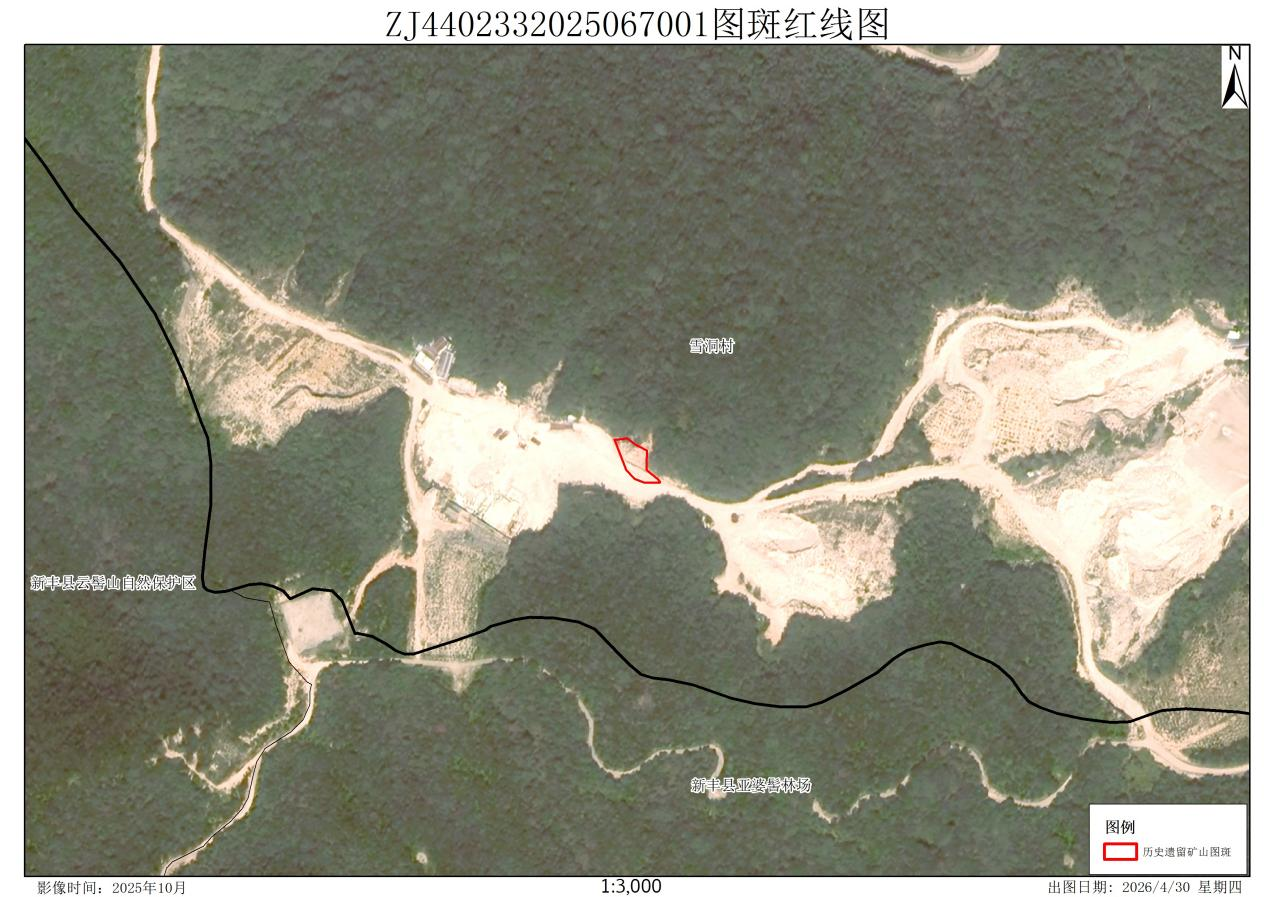 ZJ4402332025067001图斑红线图
N
雪洞村
新丰县云髻山自然保护区
新丰县亚婆髻林场
图例
历史遗留矿山图斑
影像时间：2025年10月
1:3,000
出图日期: 2026/4/30 星期四